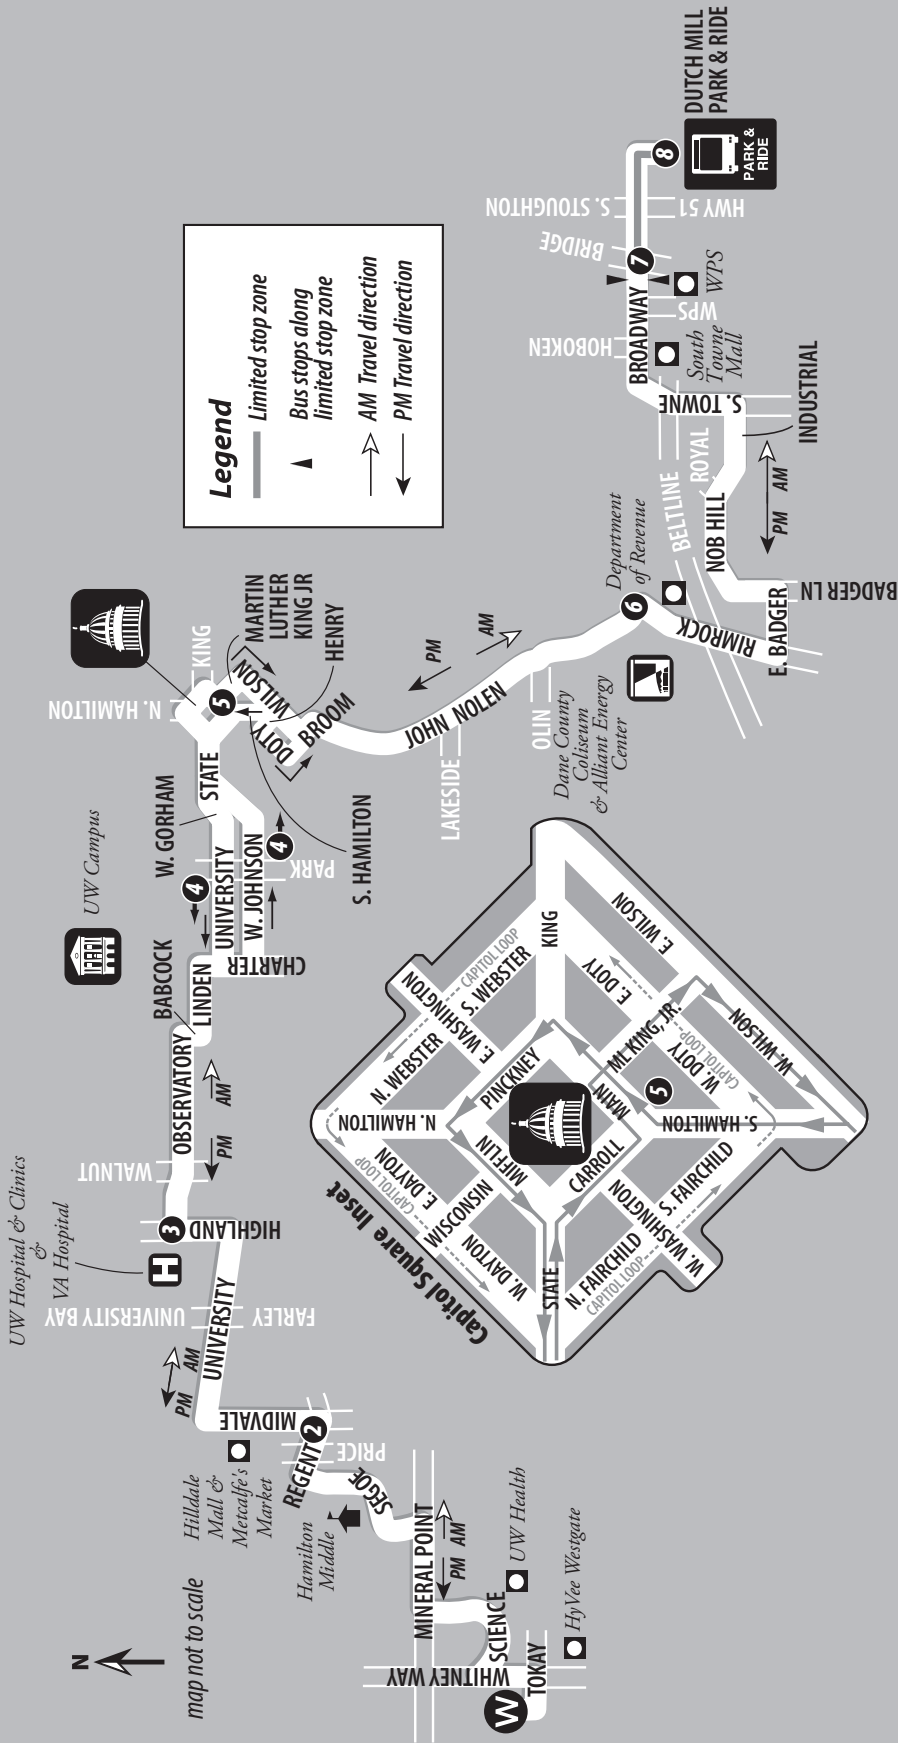 N
map not to scale
UW Hospital & Clinics
&
VA Hospital
H
UNIVERSITY BAY
FARLEY
WALNUT
3
HIGHLAND
OBSERVATORY
PM
AM
BABCOCK
LINDEN
CHARTER
UW Campus
4
UNIVERSITY
W. JOHNSON
4
PARK
W. GORHAM
STATE
S. HAMILTON
N. HAMILTON
KING
5
MARTIN
LUTHER
KING JR
WILSON
DOTY
HENRY
BROOM
PM
AM
UNIVERSITY
PM
AM
MIDVALE
Hilldale
Mall &
Metcalfe's
Market
2
REGENT
PRICE
SEGOE
Hamilton
Middle
MINERAL POINT
PM
AM
SCIENCE
UW Health
WHITNEY WAY
W
TOKAY
HyVee Westgate
JOHN NOLEN
LAKESIDE
OLIN
Dane County
Coliseum
& Alliant Energy
Center
6
Department
of Revenue
RIMROCK
BELTLINE
E. BADGER
BADGER LN
NOB HILL
ROYAL
PM
AM
INDUSTRIAL
S. TOWNE
South
Towne
Mall
BROADWAY
HOBOKEN
WPS
WPS
7
BRIDGE
S. STOUGHTON
HWY 51
8
DUTCH MILL
PARK & RIDE
PARK &
RIDE
Legend
Limited stop zone
Bus stops along
limited stop zone
AM Travel direction
PM Travel direction
Capitol Square Inset
N. HAMILTON
N. WEBSTER
E. WASHINGTON
S. WEBSTER
CAPITOL LOOP
KING
E. DAYTON
CAPITOL LOOP
WISCONSIN
W. DAYTON
MIFFLIN
PINCKNEY
MAIN
CARROLL
STATE
N. FAIRCHILD
CAPITOL LOOP
W. WASHINGTON
S. FAIRCHILD
S. HAMILTON
5
ML KING, JR.
W. DOTY
CAPITOL LOOP
E. DOTY
E. WILSON
W. WILSON